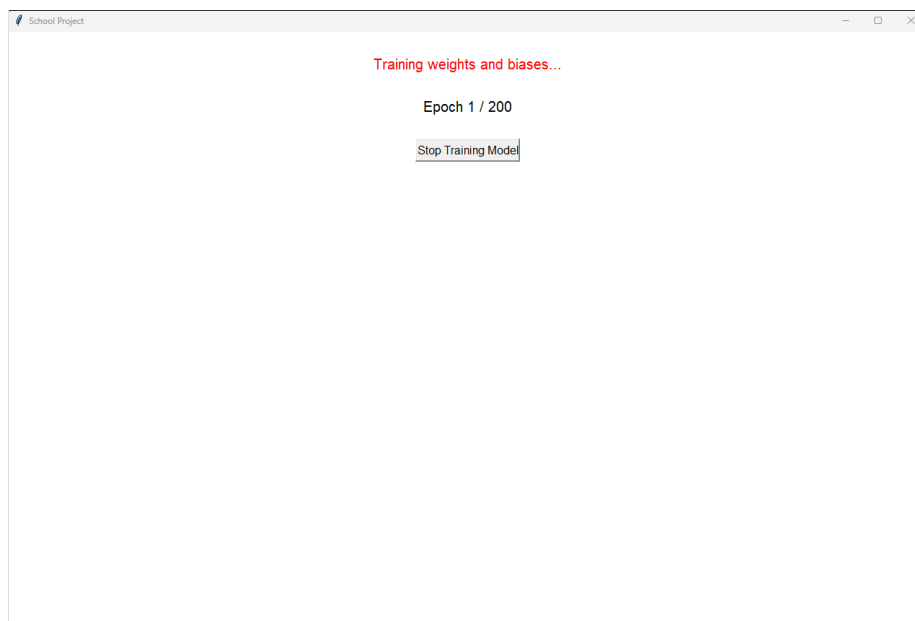 School Project
Training weights and biases...
Epoch 1 / 200
Stop Training Model